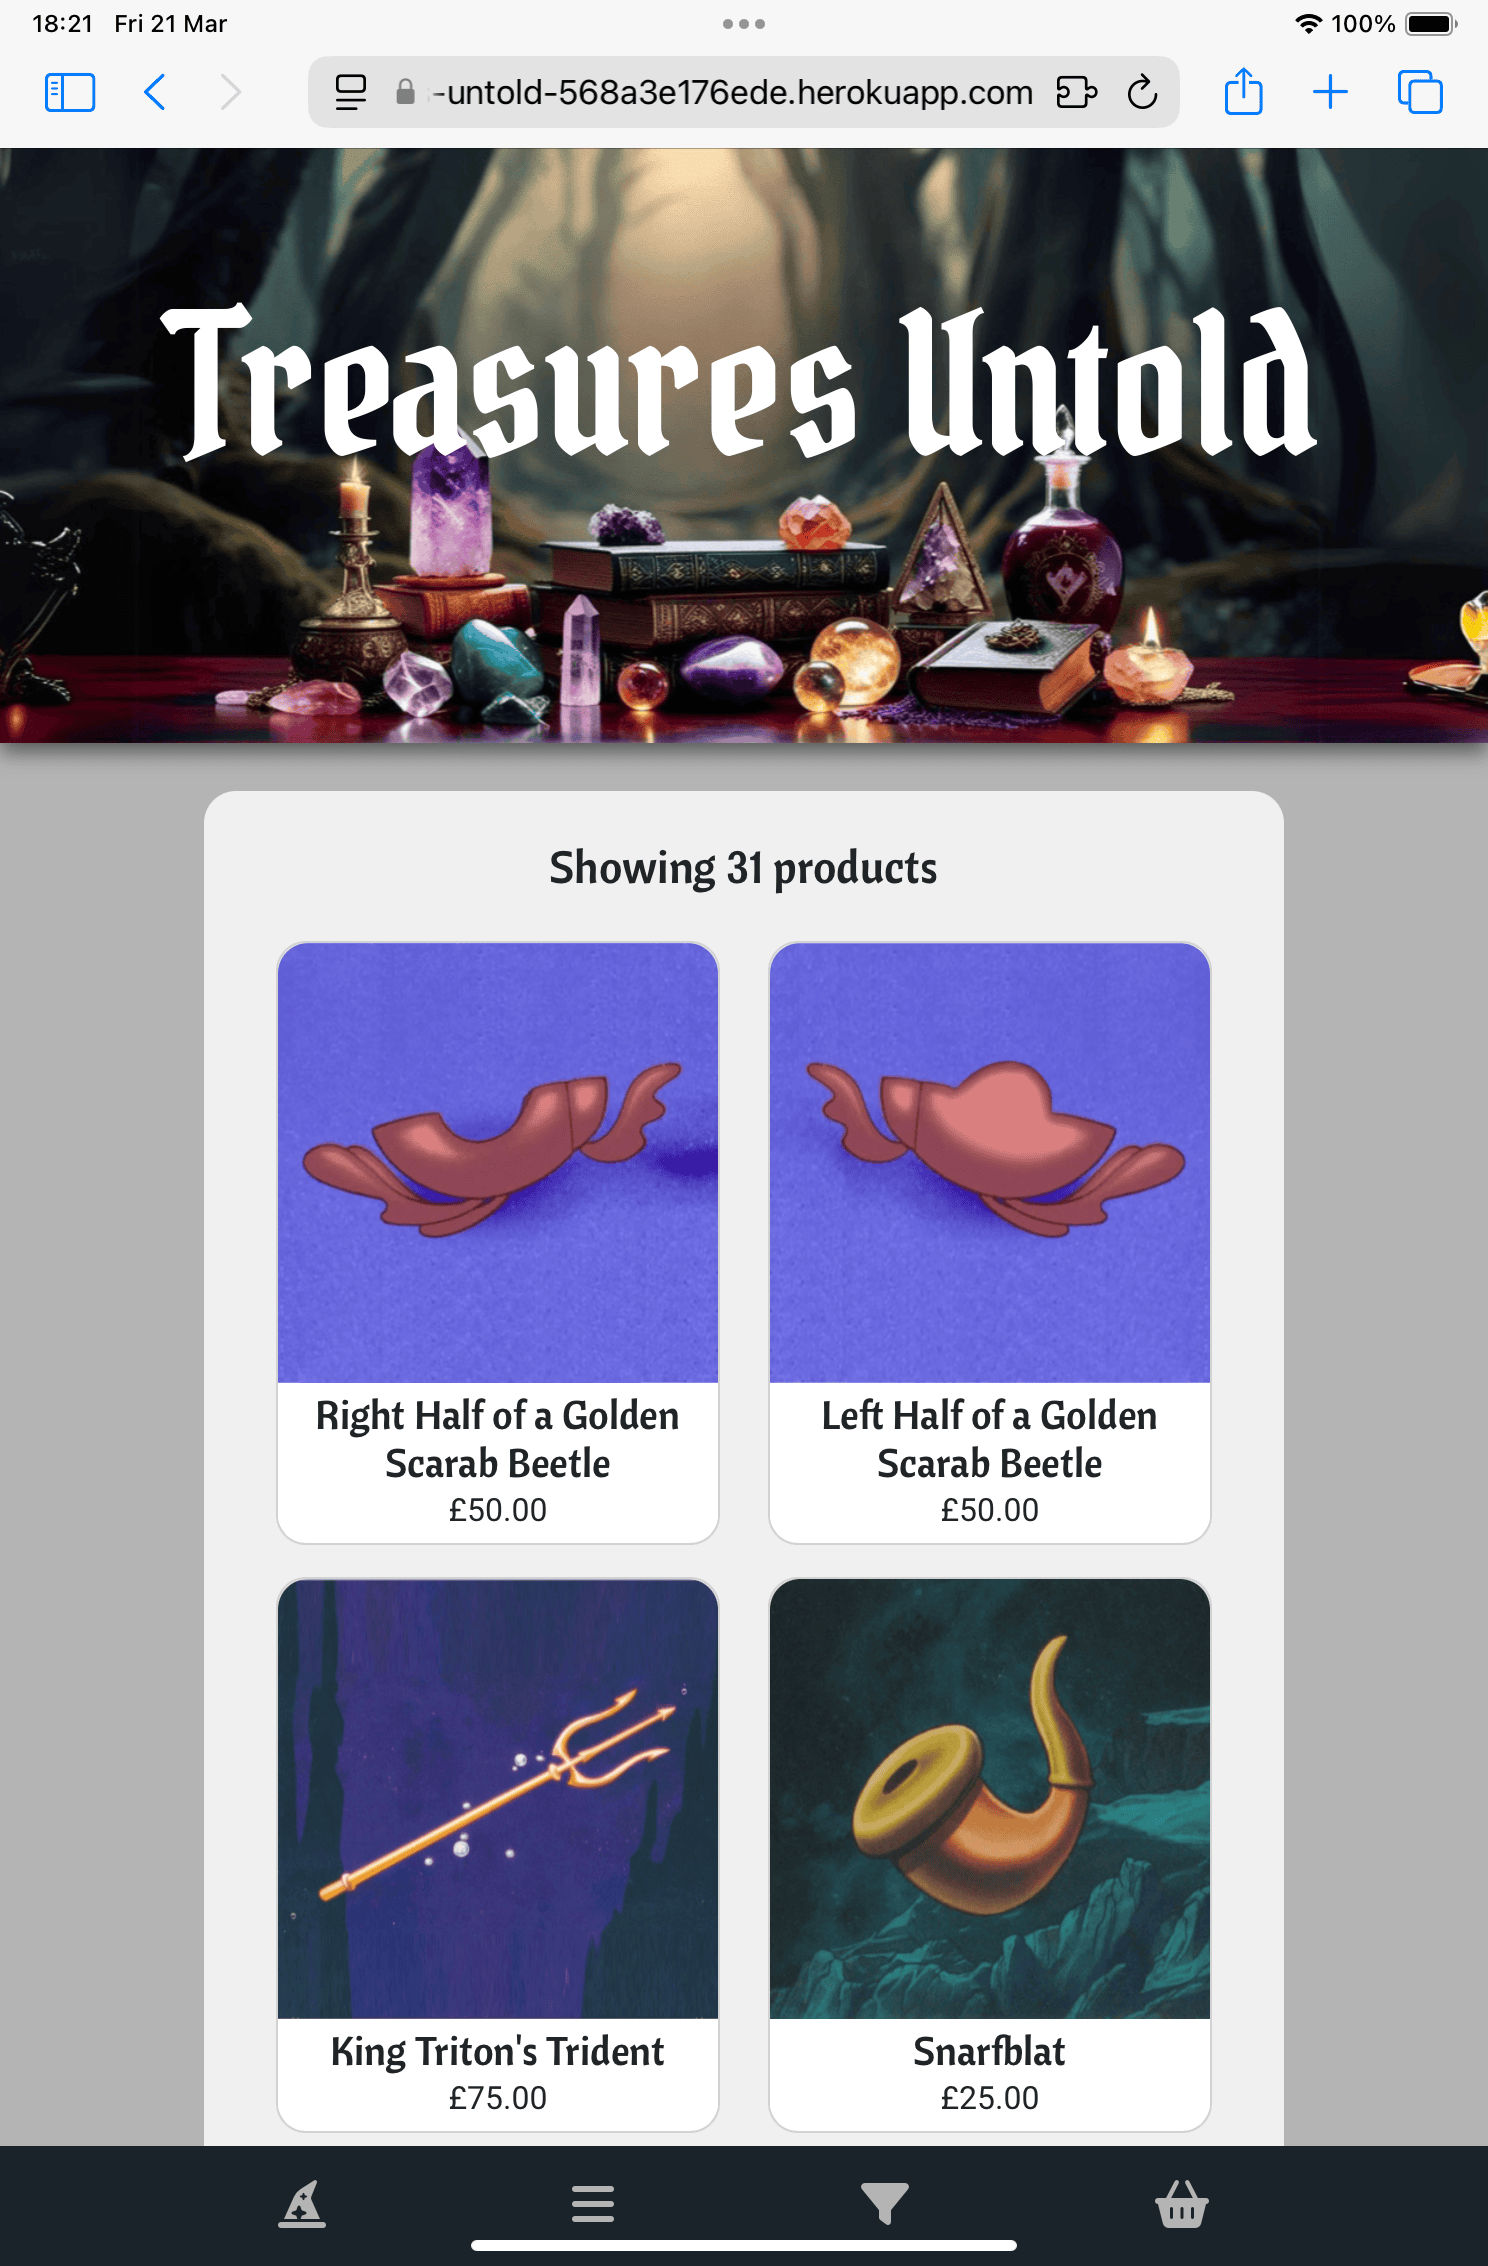 18:21 Fri 21 Mar
100%
-untold-568a3e176ede.herokuapp.com
Treasures Untold
Showing 31 products
Right Half of a Golden
Scarab Beetle
£50.00
Left Half of a Golden
Scarab Beetle
£50.00
King Triton's Trident
£75.00
Snarfblat
£25.00